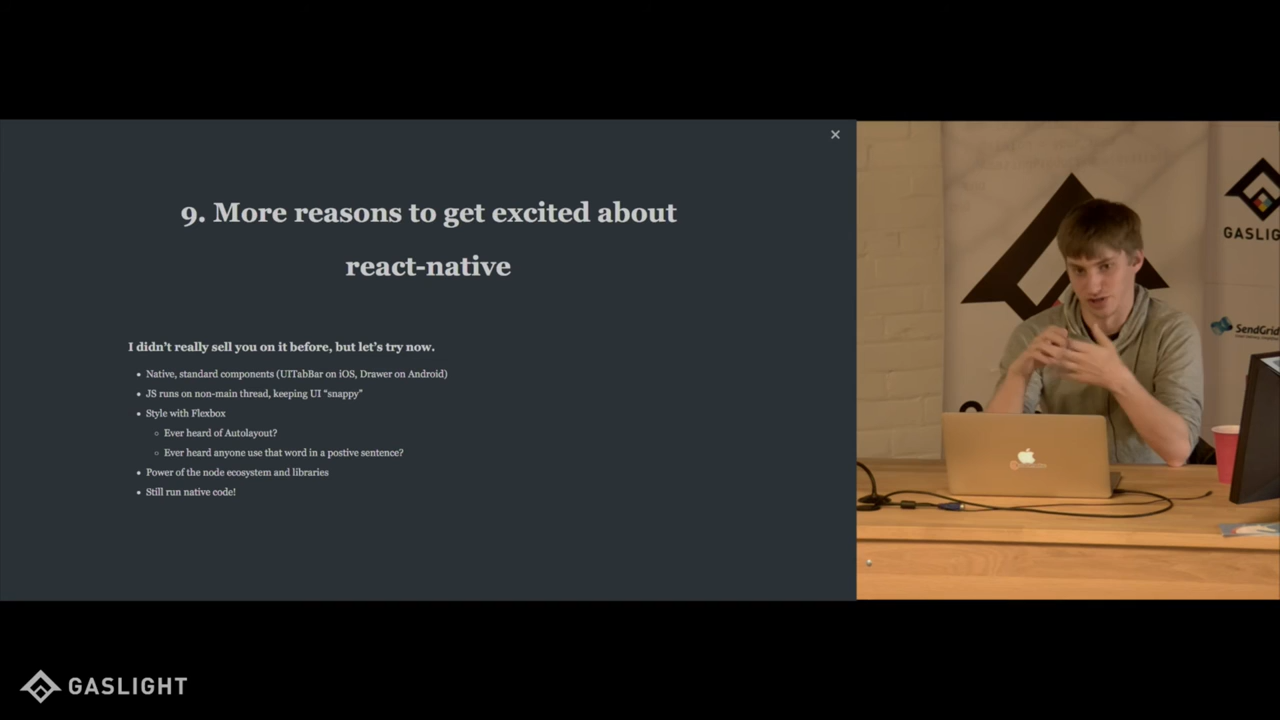 ×
9. More reasons to get excited about
react-native
I didn't really sell you on it before, but let's try now.
• Native, standard components (UITabBar on iOS, Drawer on Android)
• JS runs on non-main thread, keeping UI "snappy"
• Style with Flexbox
◦ Ever heard of Autolayout?
◦ Ever heard anyone use that word in a postive sentence?
• Power of the node ecosystem and libraries
• Still run native code!
GASLIG
SendGrid
GASLIGHT